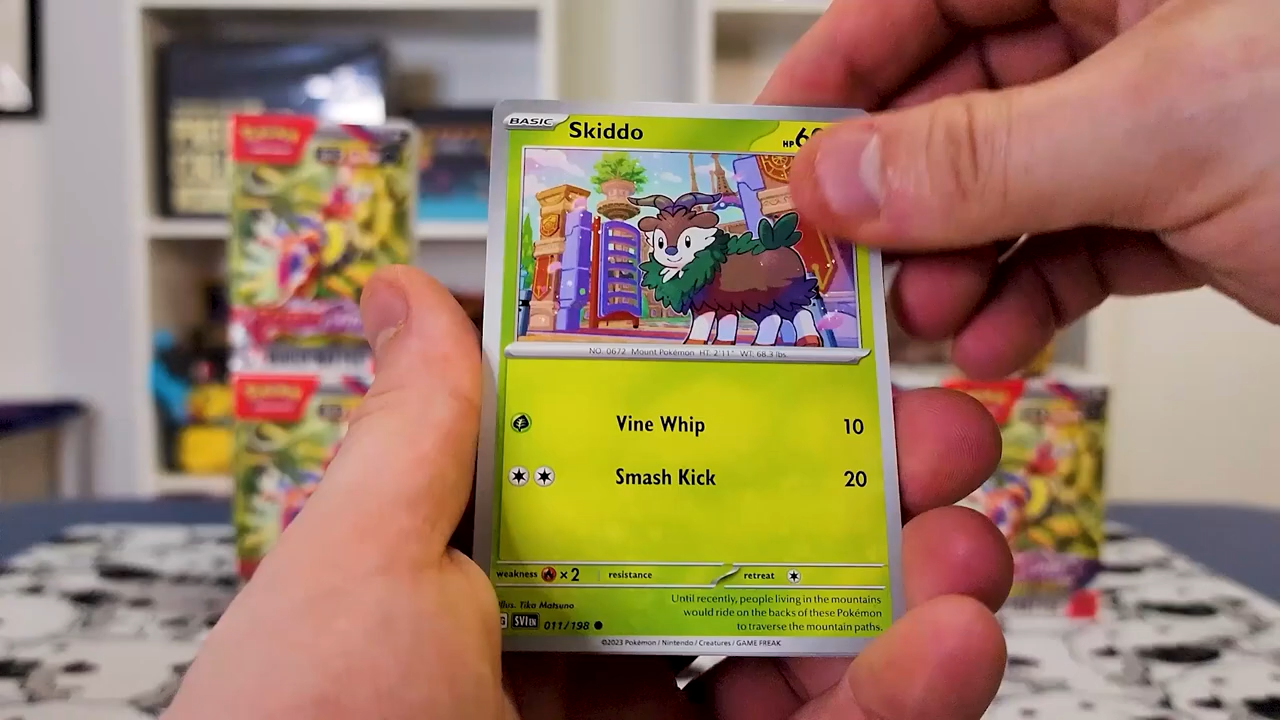 BASIC Skiddo HP
NO. 0672 Mount Pokémon HT: 2'11" WT: 68.3 lbs.
Vine Whip 10
Smash Kick 20
weakness ×2 resistance retreat
Illus. Tika Matsuno
Until recently, people living in the mountains
would ride on the backs of these Pokémon
to traverse the mountain paths.
G SVI EN 011/198
©2023 Pokémon / Nintendo / Creatures / GAME FREAK